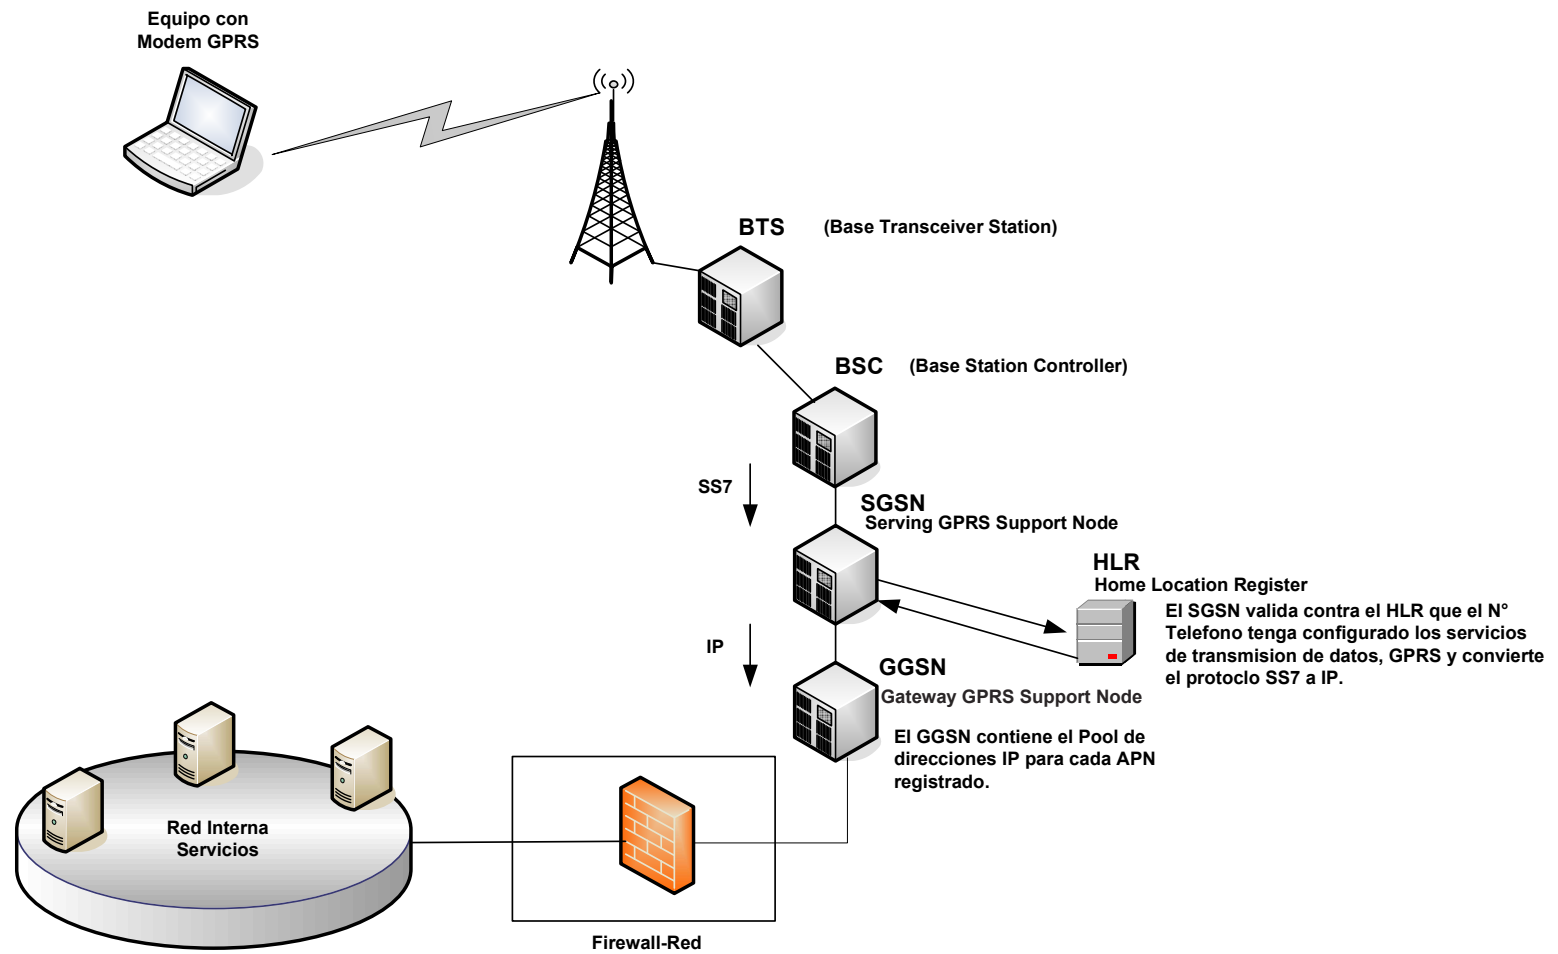 Equipo con
Modem GPRS
BTS (Base Transceiver Station)
BSC (Base Station Controller)
SS7
SGSN
Serving GPRS Support Node
HLR
Home Location Register
El SGSN valida contra el HLR que el N°
Telefono tenga configurado los servicios
de transmision de datos, GPRS y convierte
el protoclo SS7 a IP.
IP
GGSN
Gateway GPRS Support Node
El GGSN contiene el Pool de
direcciones IP para cada APN
registrado.
Red Interna
Servicios
Firewall-Red